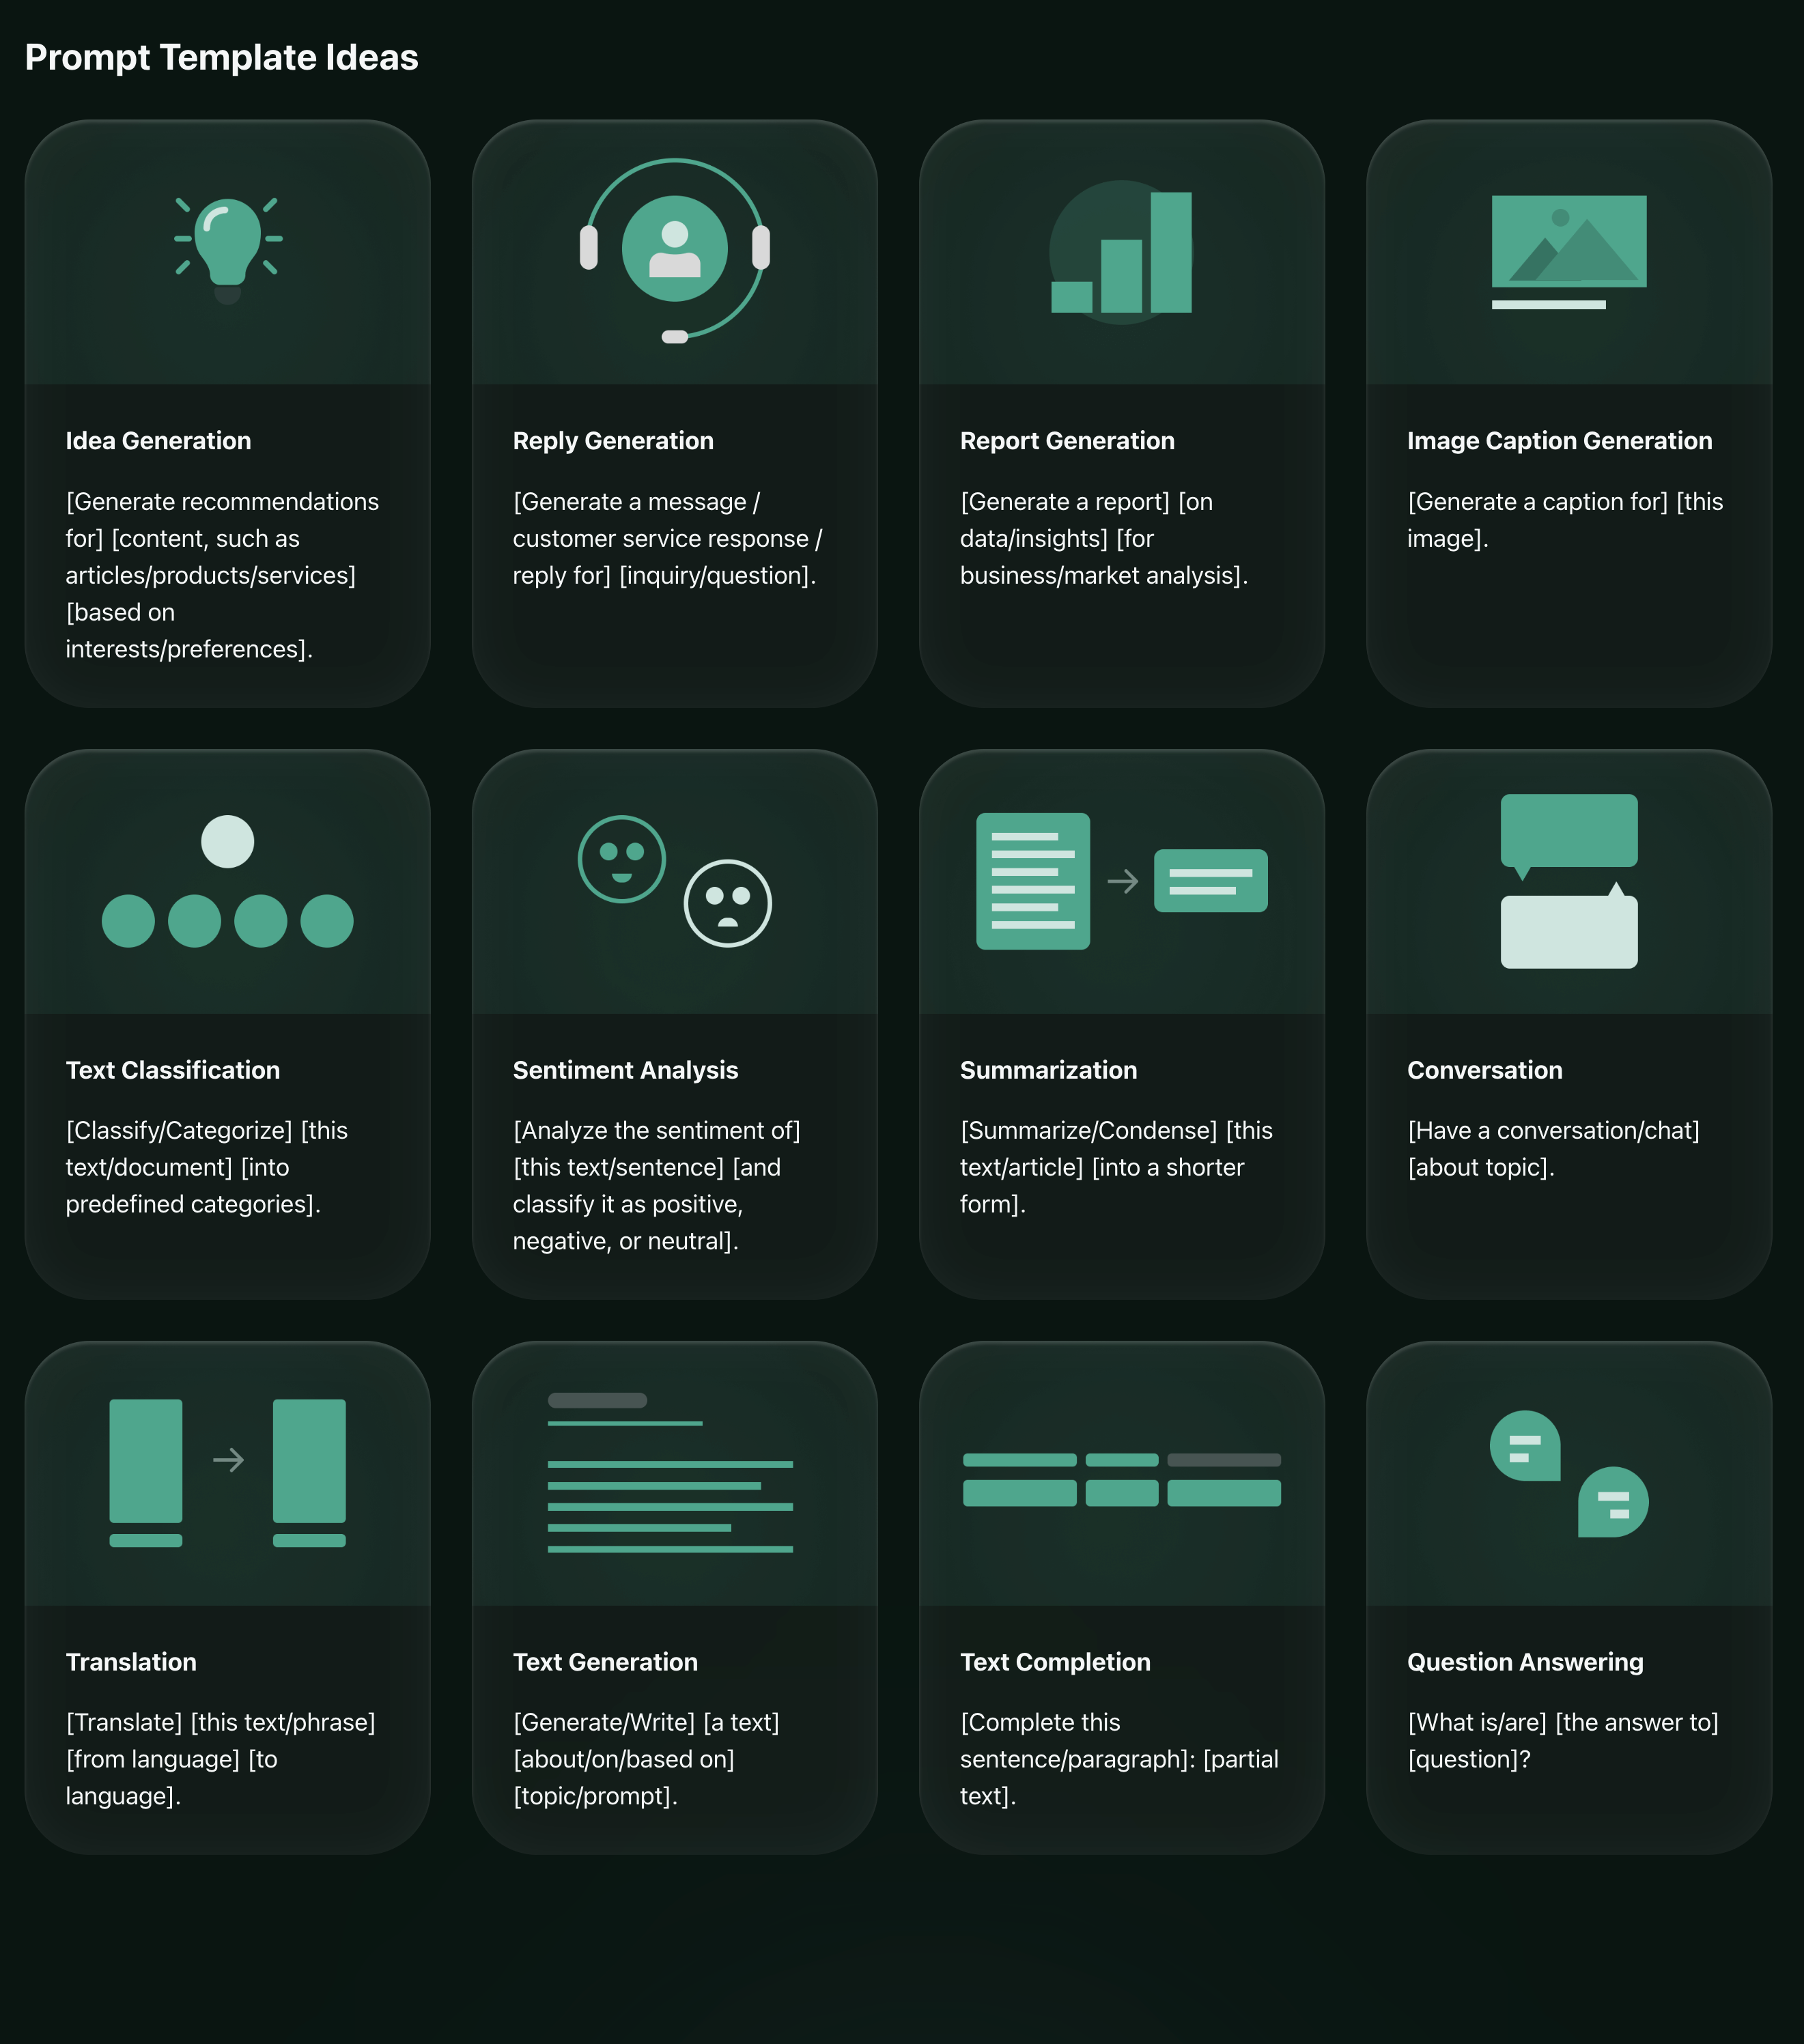 Prompt Template Ideas
Idea Generation
[Generate recommendations
for] [content, such as
articles/products/services]
[based on
interests/preferences].
Reply Generation
[Generate a message /
customer service response /
reply for] [inquiry/question].
Report Generation
[Generate a report] [on
data/insights] [for
business/market analysis].
Image Caption Generation
[Generate a caption for] [this
image].
Text Classification
[Classify/Categorize] [this
text/document] [into
predefined categories].
Sentiment Analysis
[Analyze the sentiment of]
[this text/sentence] [and
classify it as positive,
negative, or neutral].
Summarization
[Summarize/Condense] [this
text/article] [into a shorter
form].
Conversation
[Have a conversation/chat]
[about topic].
Translation
[Translate] [this text/phrase]
[from language] [to
language].
Text Generation
[Generate/Write] [a text]
[about/on/based on]
[topic/prompt].
Text Completion
[Complete this
sentence/paragraph]: [partial
text].
Question Answering
[What is/are] [the answer to]
[question]?